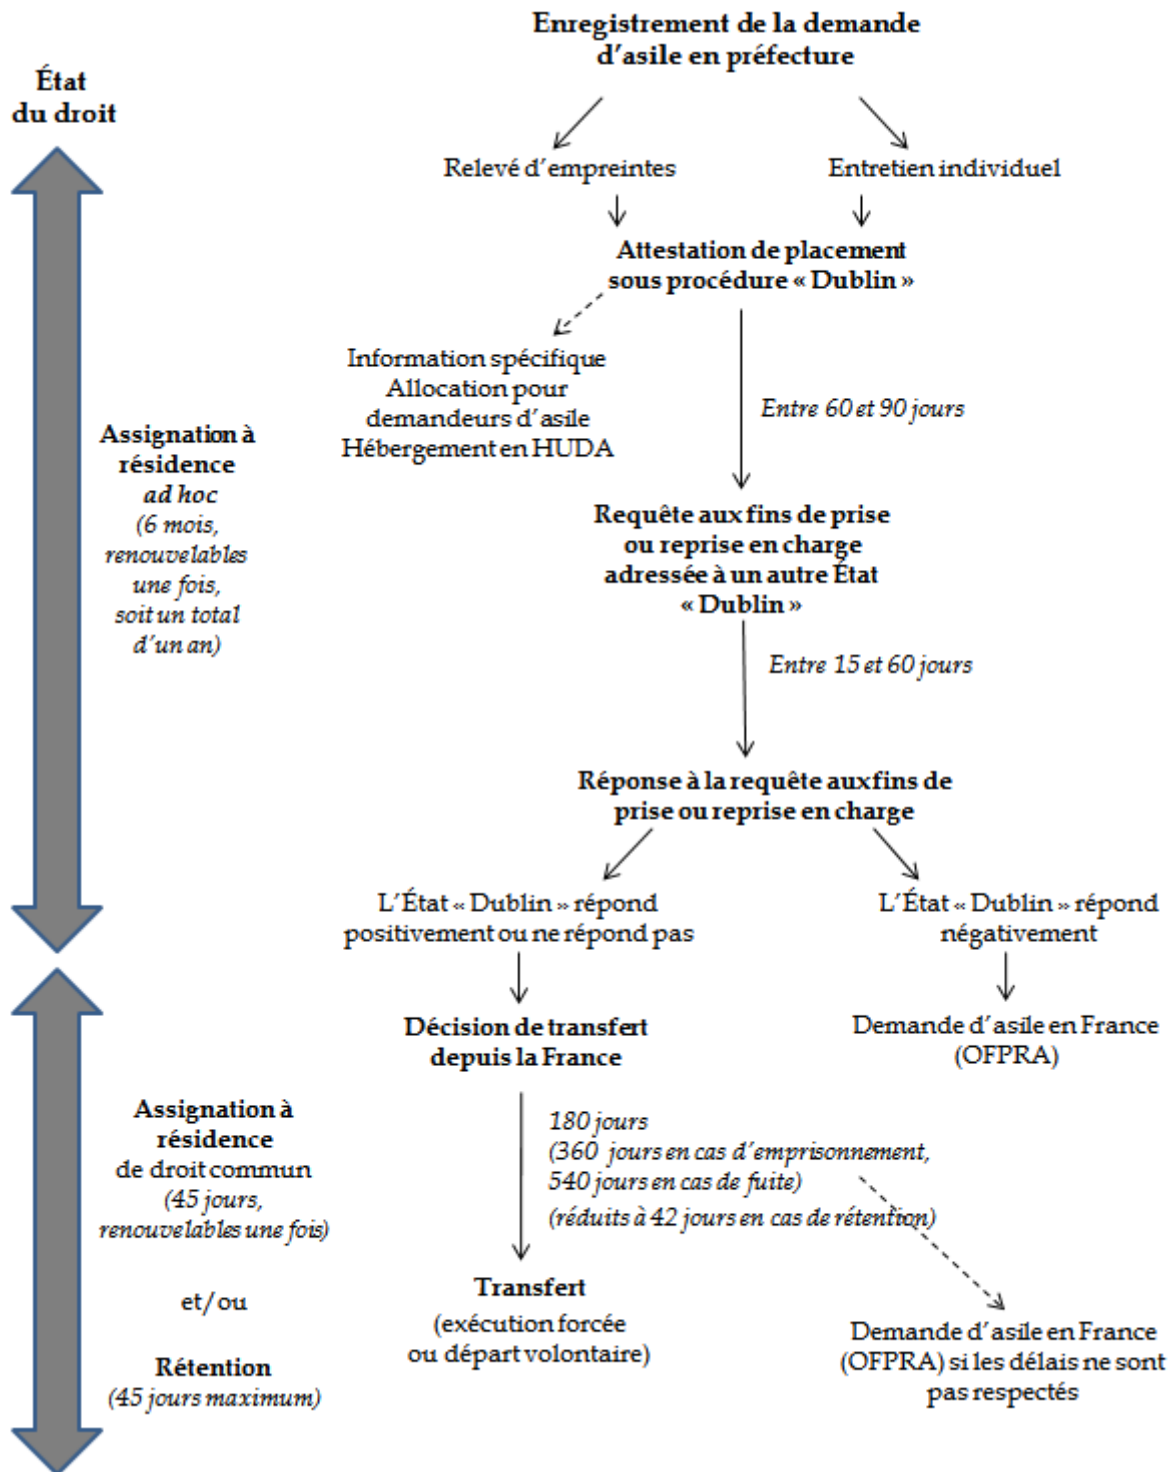 Enregistrement de la demande
d'asile en préfecture
État
du droit
Relevé d'empreintes
Entretien individuel
Attestation de placement
sous procédure « Dublin »
Information spécifique
Allocation pour
demandeurs d'asile
Hébergement en HUDA
Entre 60 et 90 jours
Assignation à
résidence
ad hoc
(6 mois,
renouvelables
une fois,
soit un total
d'un an)
Requête aux fins de prise
ou reprise en charge
adressée à un autre État
« Dublin »
Entre 15 et 60 jours
Réponse à la requête aux fins de
prise ou reprise en charge
L'État « Dublin » répond
positivement ou ne répond pas
L'État « Dublin » répond
négativement
Décision de transfert
depuis la France
Demande d'asile en France
(OFPRA)
Assignation à
résidence
de droit commun
(45 jours,
renouvelables une fois)
et/ou
Rétention
(45 jours maximum)
180 jours
(360 jours en cas d'emprisonnement,
540 jours en cas de fuite)
(réduits à 42 jours en cas de rétention)
Transfert
(exécution forcée
ou départ volontaire)
Demande d'asile en France
(OFPRA) si les délais ne sont
pas respectés